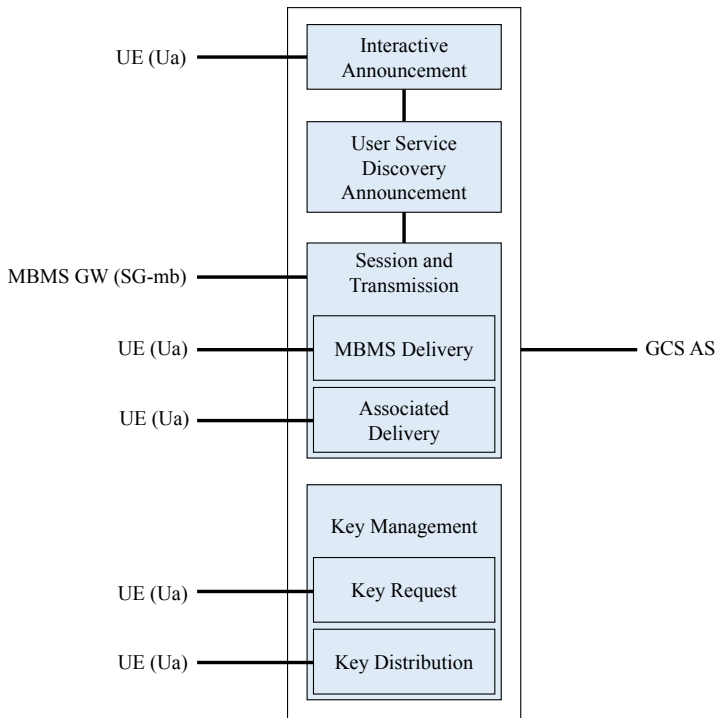 UE (Ua)
Interactive
Announcement
User Service
Discovery
Announcement
MBMS GW (SG-mb)
Session and
Transmission
UE (Ua)
MBMS Delivery
GCS AS
UE (Ua)
Associated
Delivery
Key Management
UE (Ua)
Key Request
UE (Ua)
Key Distribution